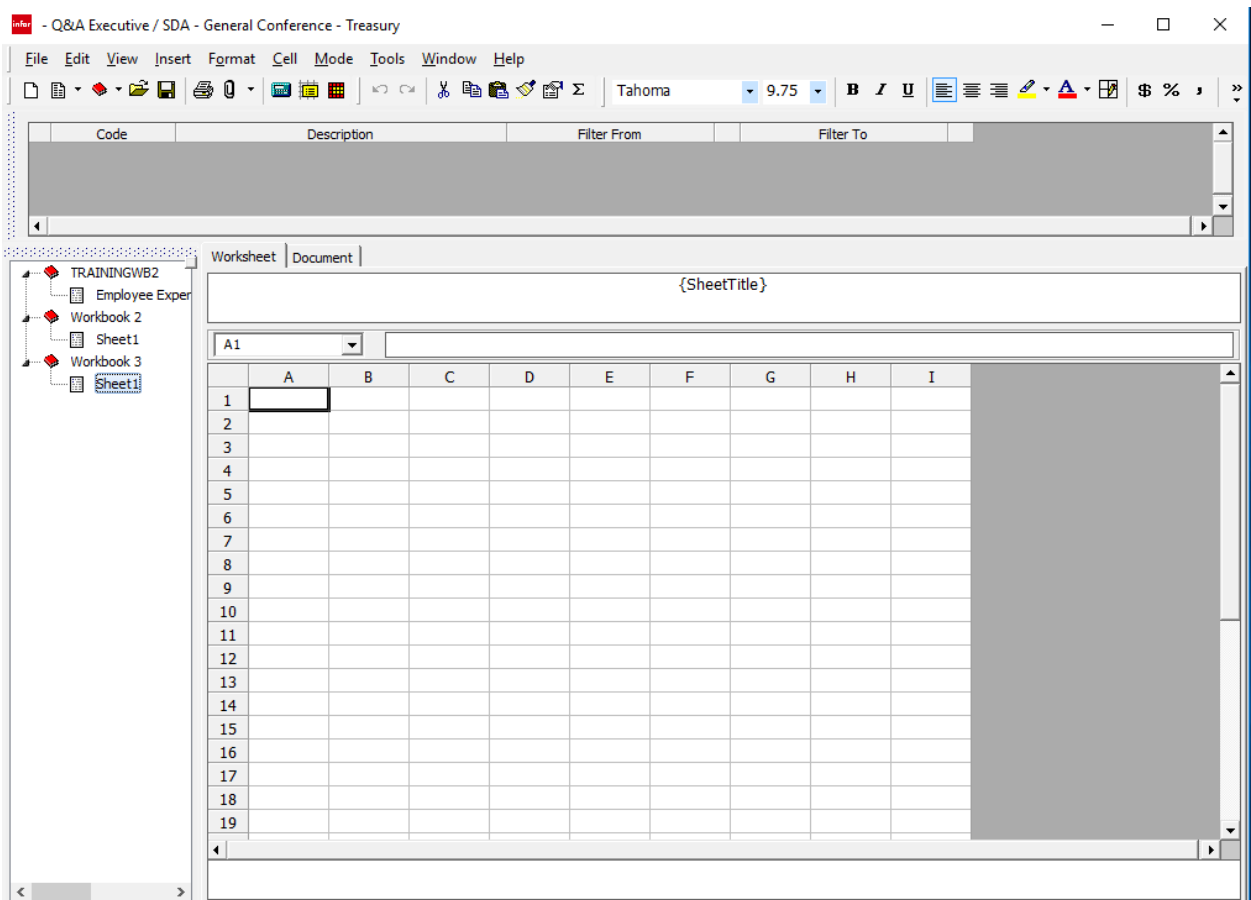 infor - Q&A Executive / SDA - General Conference - Treasury
File Edit View Insert Format Cell Mode Tools Window Help
Tahoma 9.75 B I U A $ % , »
Code Description Filter From Filter To
Worksheet Document
TRAININGWB2
Employee Exper
Workbook 2
Sheet1
Workbook 3
Sheet1
{SheetTitle}
A1
A B C D E F G H I
1
2
3
4
5
6
7
8
9
10
11
12
13
14
15
16
17
18
19